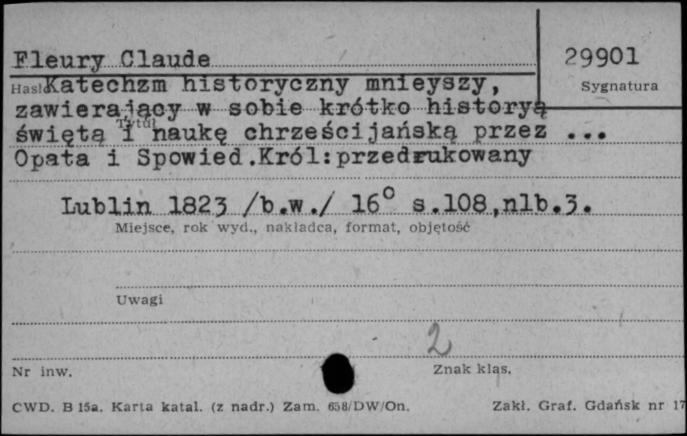 Fleury Claude 29901
Hasło Katechzm historyczny mnieyszy, Sygnatura
zawierający w sobie krótko historyą
Tytuł
świętą i naukę chrześcijańską przez ...
Opata i Spowied.Król:przedrukowany
Lublin 1823 /b.w./ 16° s.108,nlb.3.
Miejsce, rok wyd., nakładca, format, objętość
Uwagi
2
Nr inw. Znak klas.
CWD. B 15a. Karta katal. (z nadr.) Zam. 658/DW/On. Zakł. Graf. Gdańsk nr 17